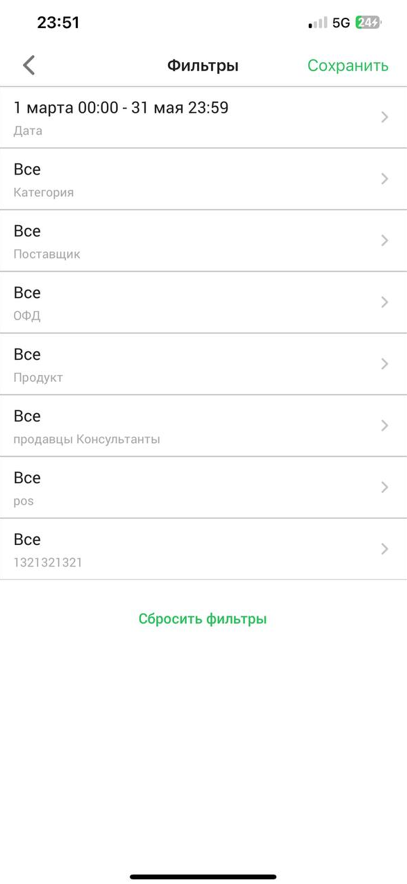 23:51
5G 24
Фильтры Сохранить
1 марта 00:00 - 31 мая 23:59
Дата
Все
Категория
Все
Поставщик
Все
ОФД
Все
Продукт
Все
продавцы Консультанты
Все
pos
Все
1321321321
Сбросить фильтры